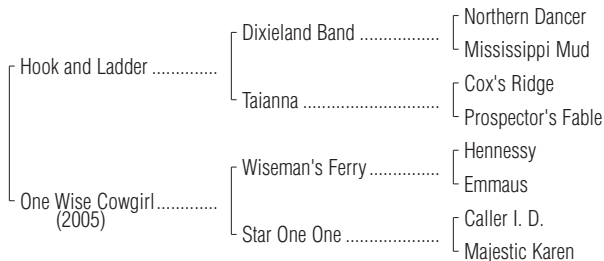 Northern Dancer
Dixieland Band ................
Mississippi Mud
Hook and Ladder .............
Cox's Ridge
Taianna ...........................
Prospector's Fable
Hennessy
Wiseman's Ferry ..............
Emmaus
One Wise Cowgirl............
(2005)
Caller I. D.
Star One One ..................
Majestic Karen